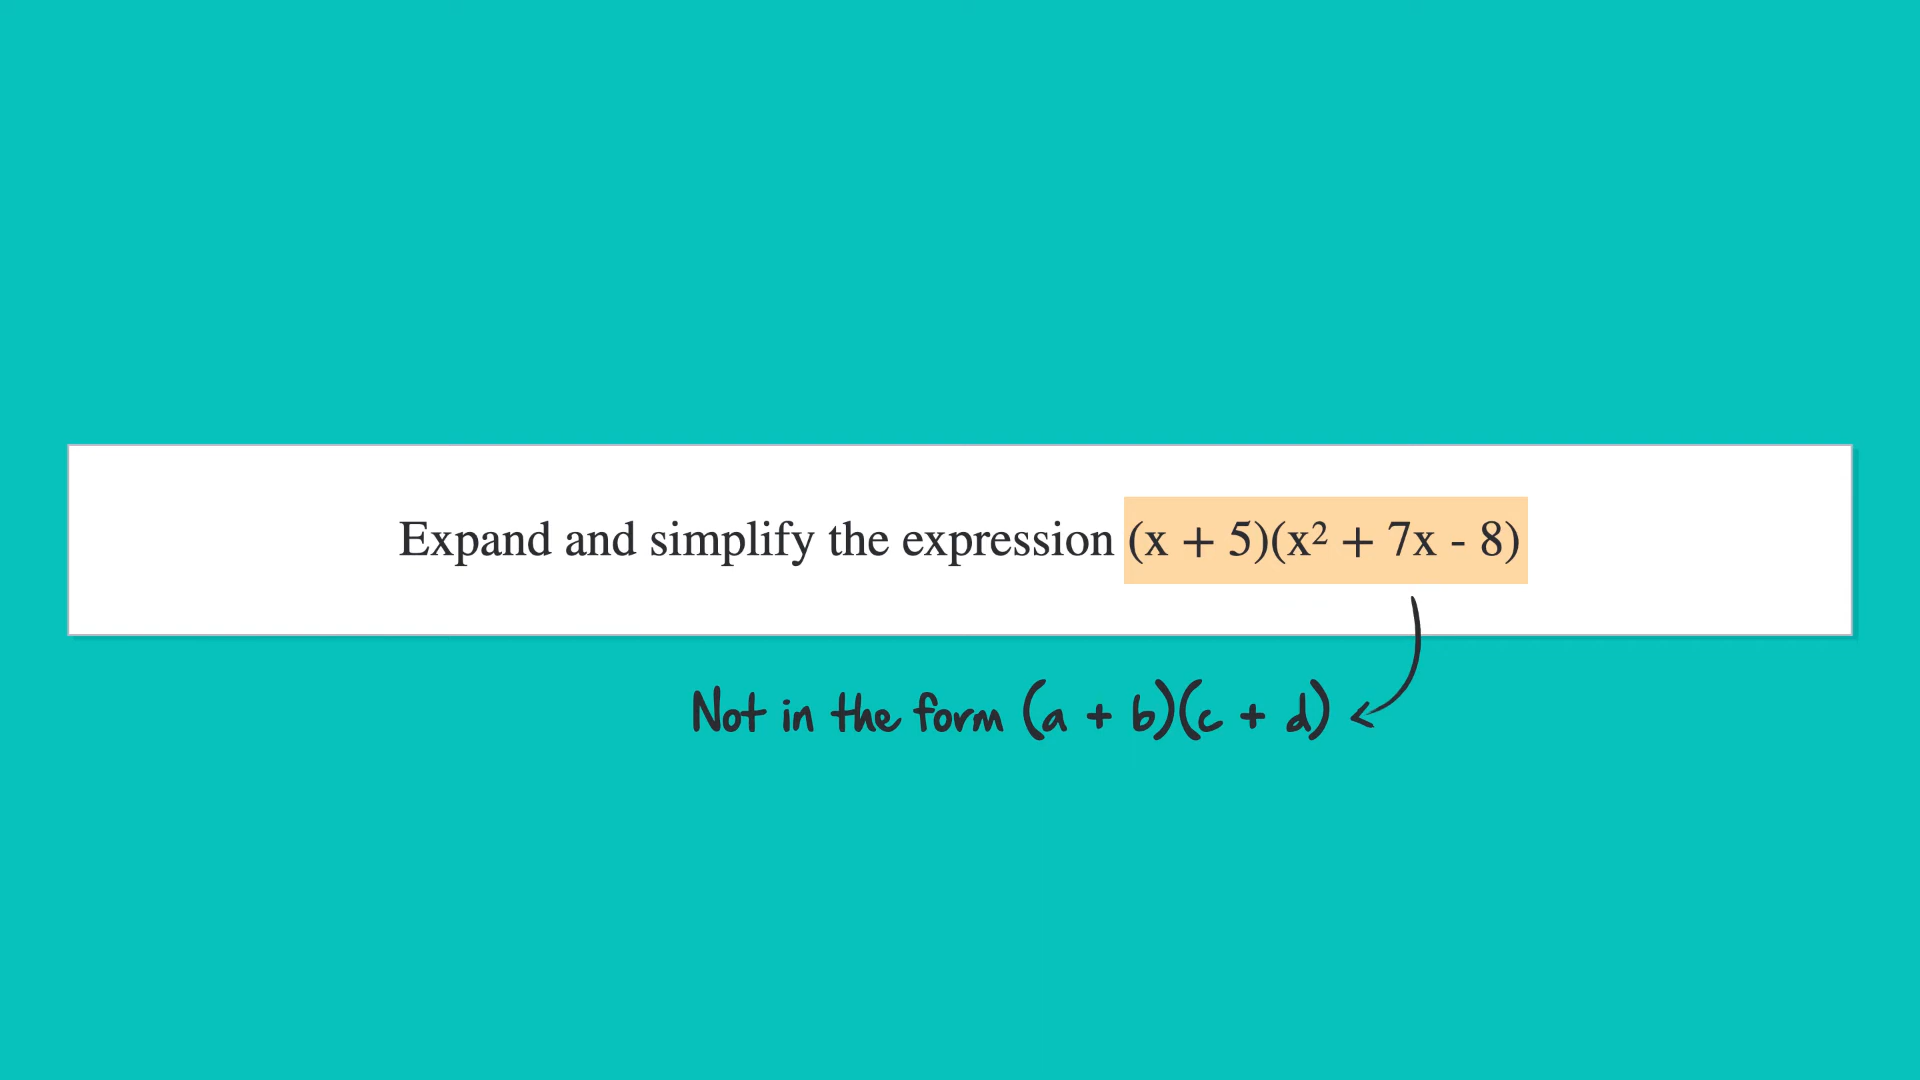 Expand and simplify the expression (x + 5)(x² + 7x - 8)
Not in the form (a + b)(c + d)